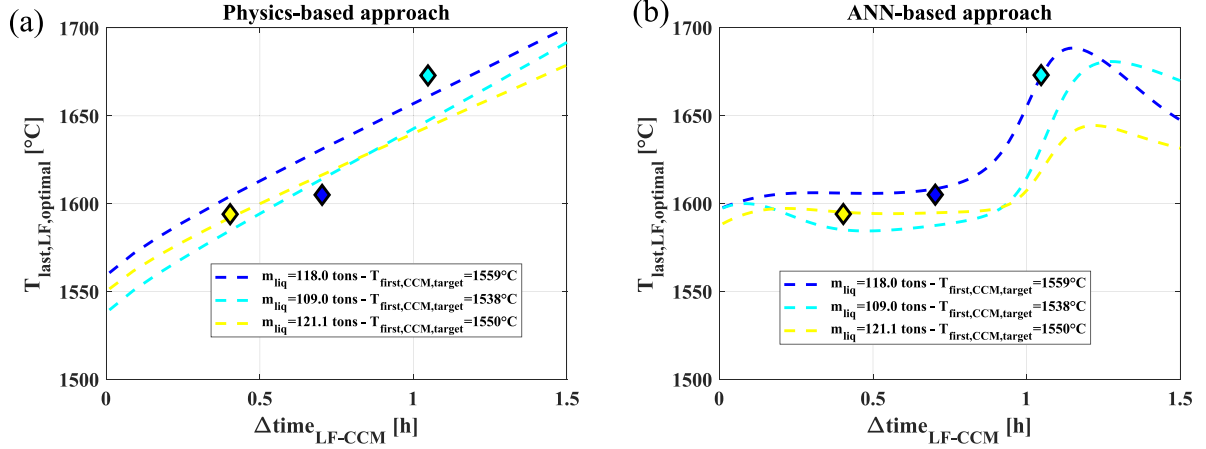 (a)
Physics-based approach
1700
1650
1600
1550
1500
T_last,LF,optimal [°C]
m_liq=118.0 tons - T_first,CCM,target=1559°C
m_liq=109.0 tons - T_first,CCM,target=1538°C
m_liq=121.1 tons - T_first,CCM,target=1550°C
0 0.5 1 1.5
Δtime_LF-CCM [h]
(b)
ANN-based approach
1700
1650
1600
1550
1500
T_last,LF,optimal [°C]
m_liq=118.0 tons - T_first,CCM,target=1559°C
m_liq=109.0 tons - T_first,CCM,target=1538°C
m_liq=121.1 tons - T_first,CCM,target=1550°C
0 0.5 1 1.5
Δtime_LF-CCM [h]